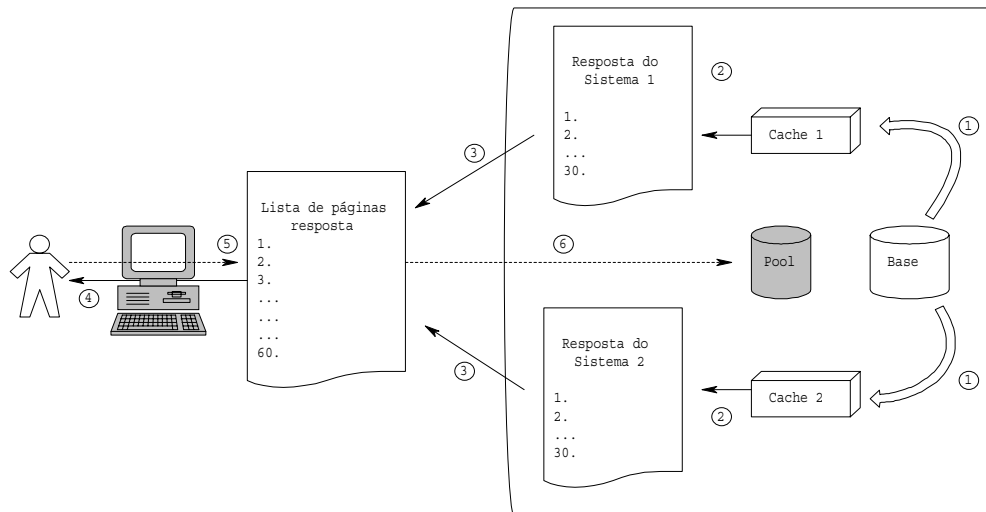 Resposta do
Sistema 1
1.
2.
...
30.
2
Cache 1
1
3
Lista de páginas
resposta
1.
2.
3.
...
...
...
60.
5
4
6
Pool
Base
Resposta do
Sistema 2
1.
2.
...
30.
3
2
Cache 2
1